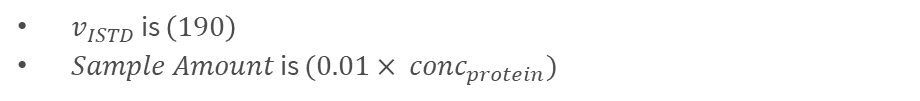 • v_ISTD is (190)
• Sample Amount is (0.01 × conc_protein)